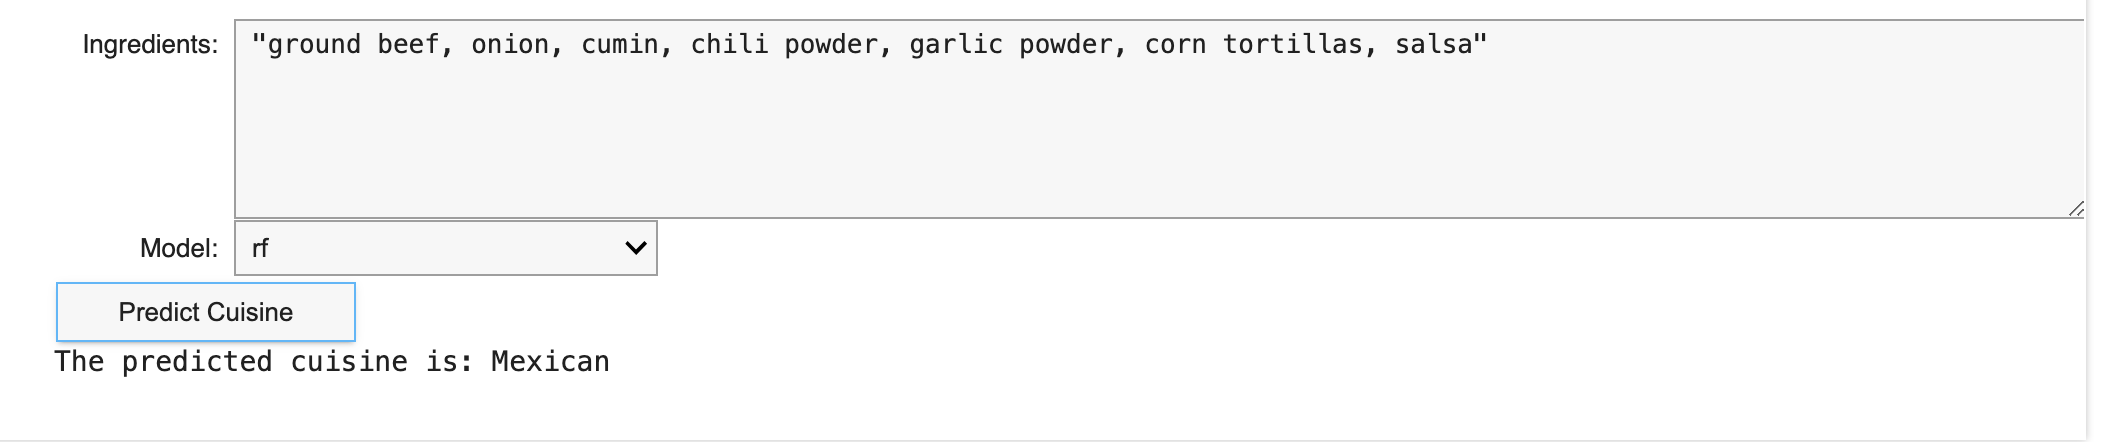 Ingredients: "ground beef, onion, cumin, chili powder, garlic powder, corn tortillas, salsa"
Model: rf
Predict Cuisine
The predicted cuisine is: Mexican